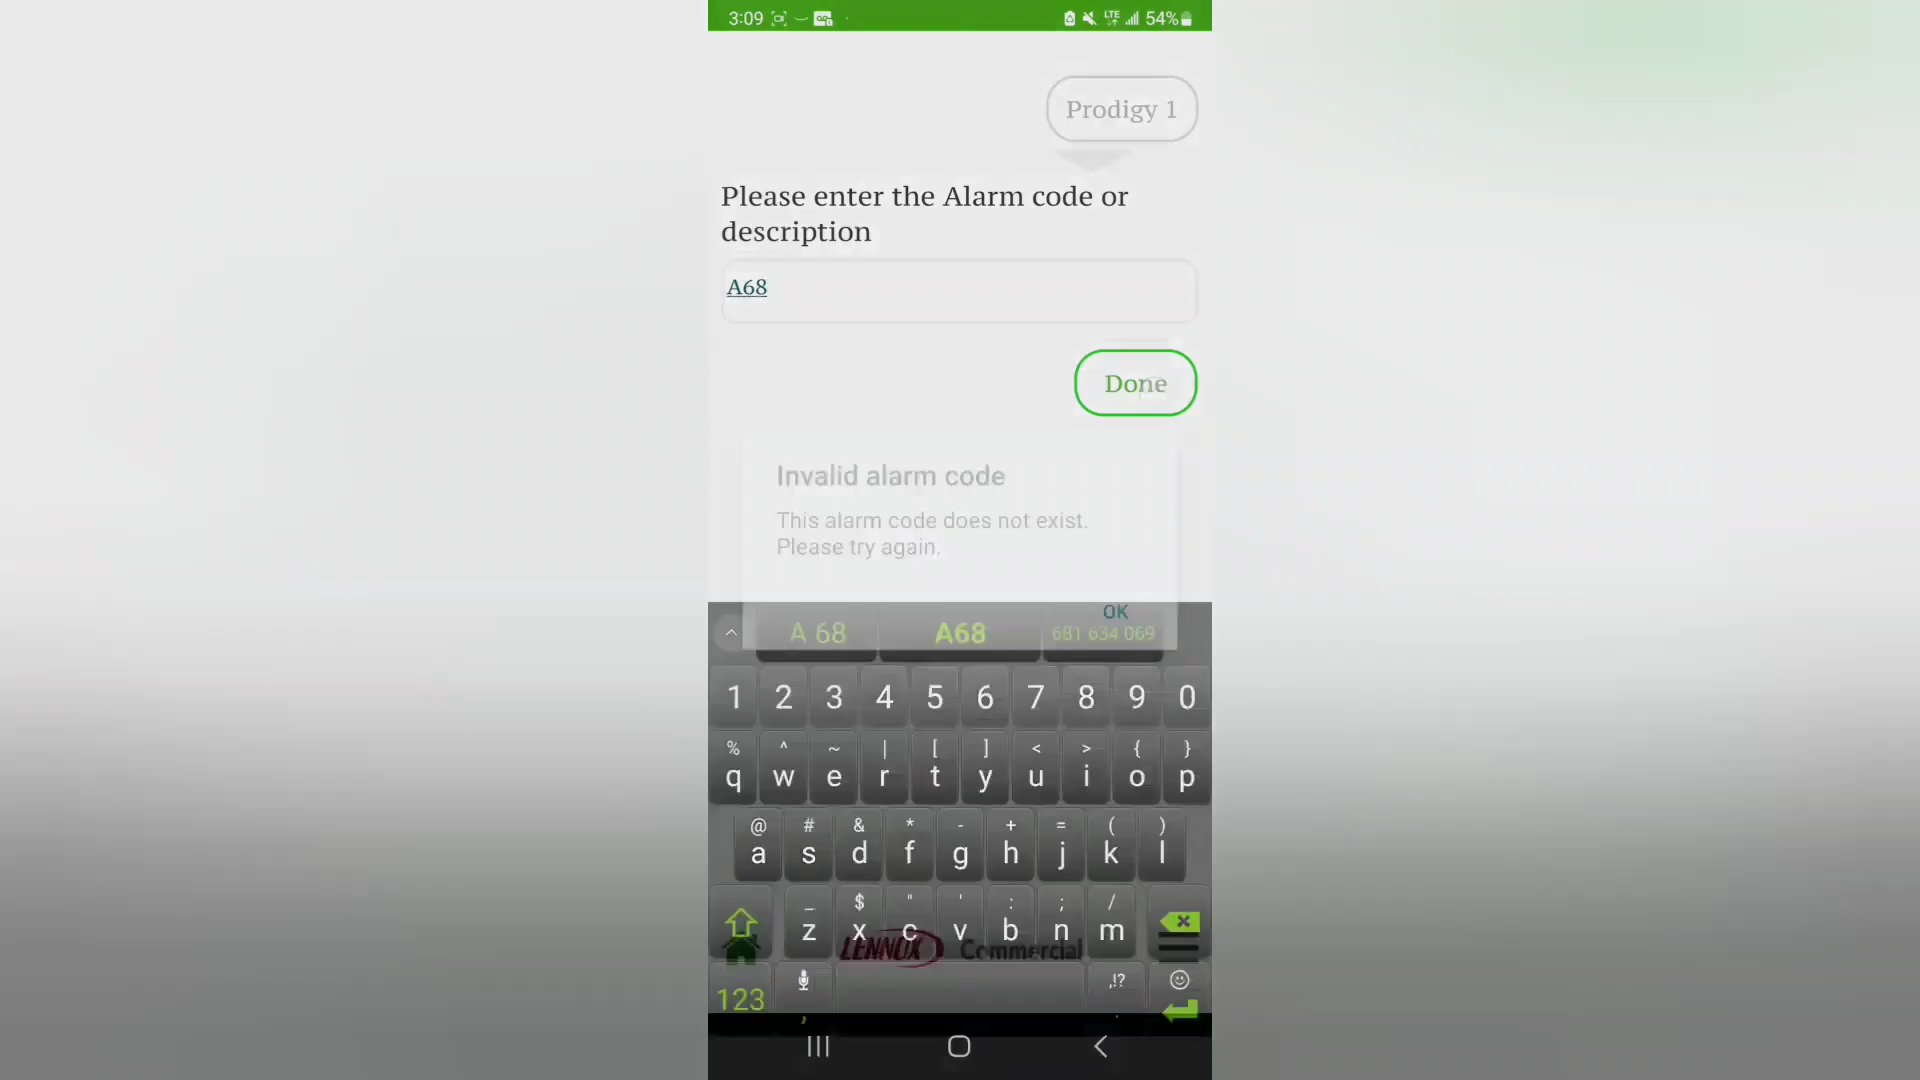 3:09
LTE 54%
Prodigy 1
Please enter the Alarm code or
description
A68
Done
Invalid alarm code
This alarm code does not exist.
Please try again.
OK
A 68 A68 681 634 069
1 2 3 4 5 6 7 8 9 0
% ^ ~ | [ ] < > { }
q w e r t y u i o p
@ # & * - + = ( )
a s d f g h j k l
_ $ " ' : ; /
z x c v b n m
LENNOX Commercial
,!?
123 , .